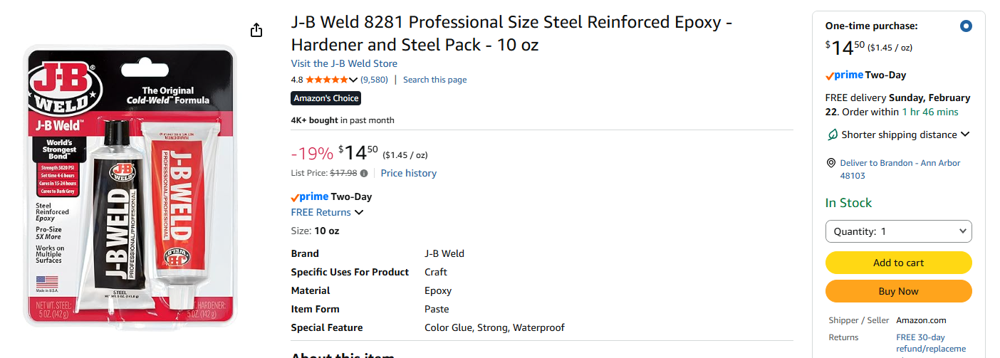 J-B
WELD
®
The Original
Cold-Weld™ Formula
J-B Weld™
World's
Strongest
Bond™
Strength 5020 PSI
Set time 4-6 hours
Cures in 15-24 hours
Cures to Dark Grey
Steel
Reinforced
Epoxy
Pro-Size
5X More
Works on
Multiple
Surfaces
Made in U.S.A.
NET WT. STEEL:
5 OZ. (142 g)
J-B
WELD
J-B WELD
PROFESSIONAL/PROFESIONAL
STEEL
HARDENER
J-B WELD
PROFESSIONAL/PROFESIONAL
J-B
WELD
T. HARDENER:
5 OZ. (142 g)
J-B Weld 8281 Professional Size Steel Reinforced Epoxy -
Hardener and Steel Pack - 10 oz
Visit the J-B Weld Store
4.8 (9,580) | Search this page
Amazon's Choice
4K+ bought in past month
-19% $1450 ($1.45 / oz)
List Price: $17.98 Price history
prime Two-Day
FREE Returns
Size: 10 oz
Brand J-B Weld
Specific Uses For Product Craft
Material Epoxy
Item Form Paste
Special Feature Color Glue, Strong, Waterproof
About this item
One-time purchase:
$1450 ($1.45 / oz)
prime Two-Day
FREE delivery Sunday, February
22. Order within 1 hr 46 mins
Shorter shipping distance
Deliver to Brandon - Ann Arbor
48103
In Stock
Quantity: 1
Add to cart
Buy Now
Shipper / Seller Amazon.com
Returns FREE 30-day
refund/replaceme